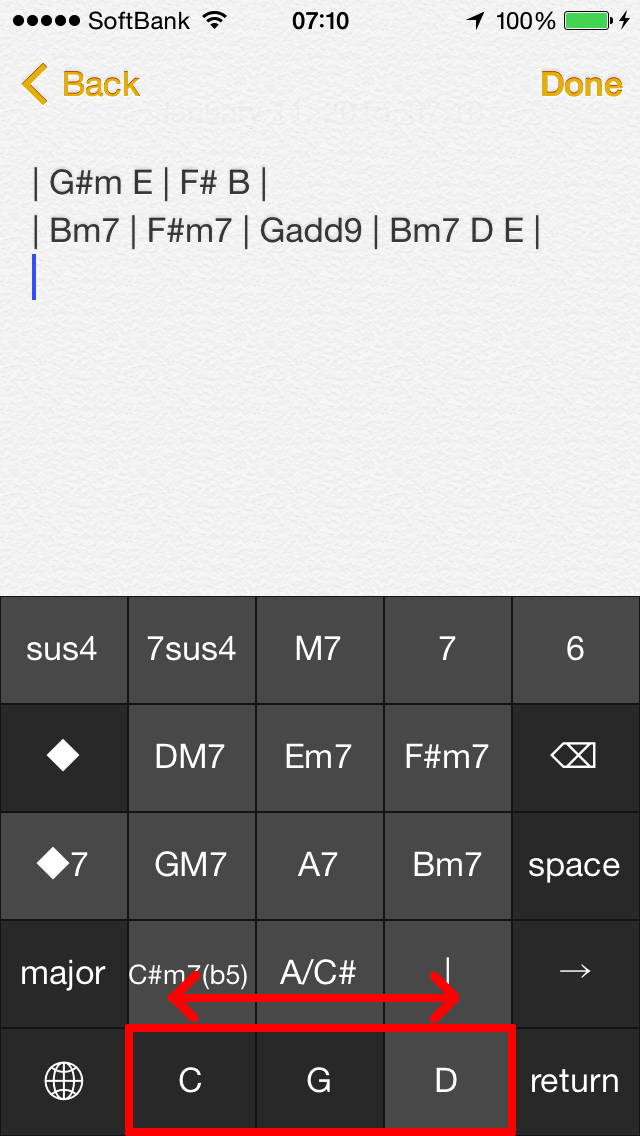 SoftBank 07:10 100%
Back Done
| G#m E | F# B |
| Bm7 | F#m7 | Gadd9 | Bm7 D E |
sus4 7sus4 M7 7 6
◆ DM7 Em7 F#m7 ⌫
◆7 GM7 A7 Bm7 space
major C#m7(b5) A/C# | →
C G D return